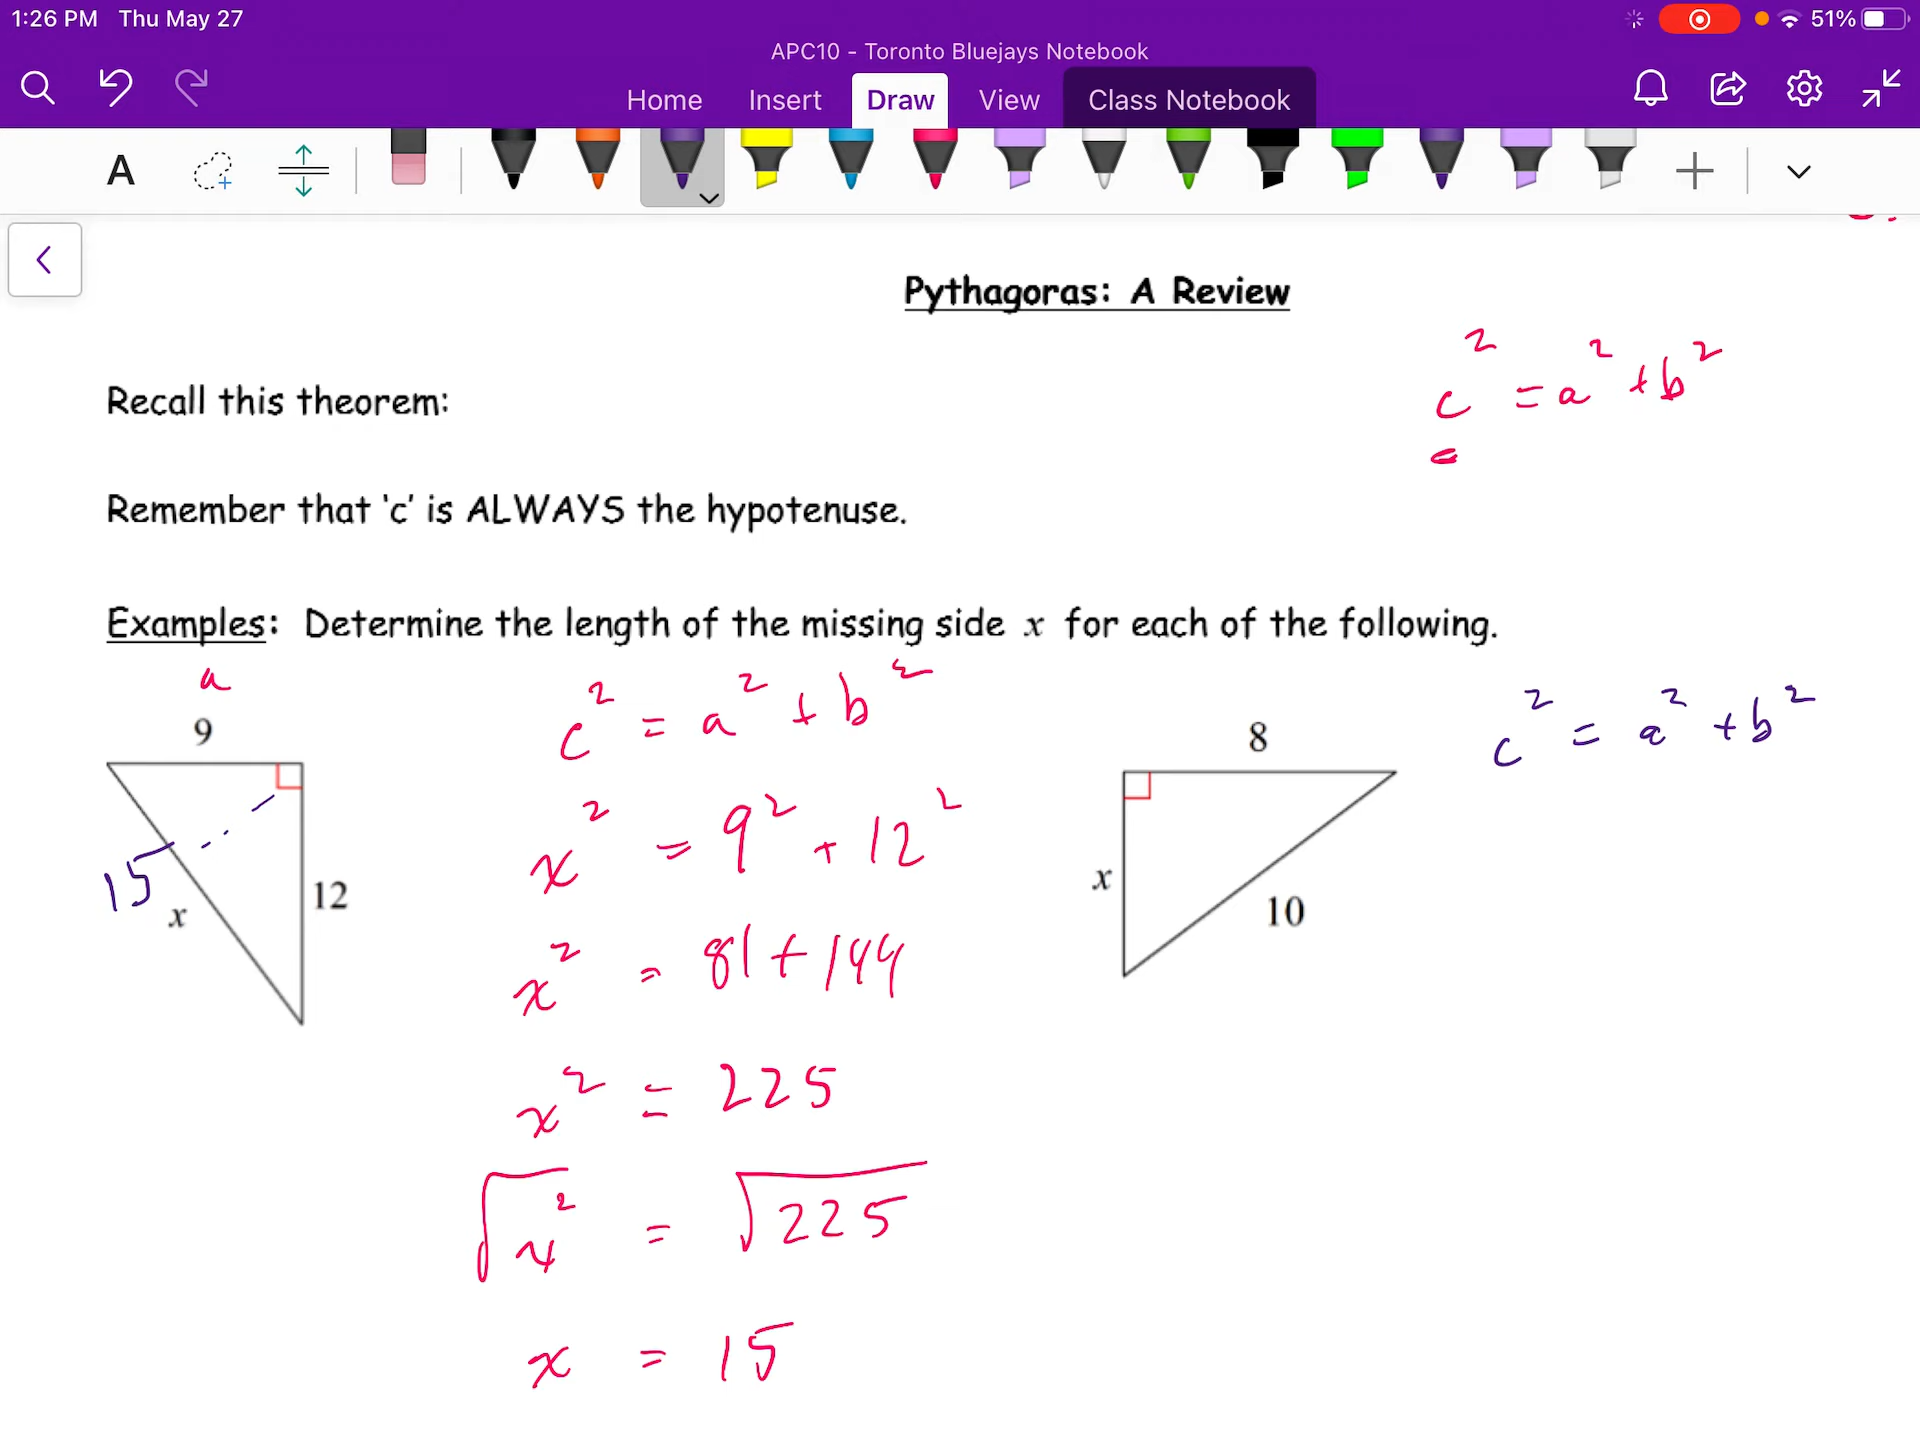 1:26 PM Thu May 27
51%
APC10 - Toronto Bluejays Notebook
Home Insert Draw View Class Notebook
A
Pythagoras: A Review
c² = a² + b²
Recall this theorem:
Remember that 'c' is ALWAYS the hypotenuse.
Examples: Determine the length of the missing side x for each of the following.
a
9
12
15
x
c² = a² + b²
x² = 9² + 12²
x² = 81 + 144
x² = 225
√x² = √225
x = 15
8
x
10
c² = a² + b²